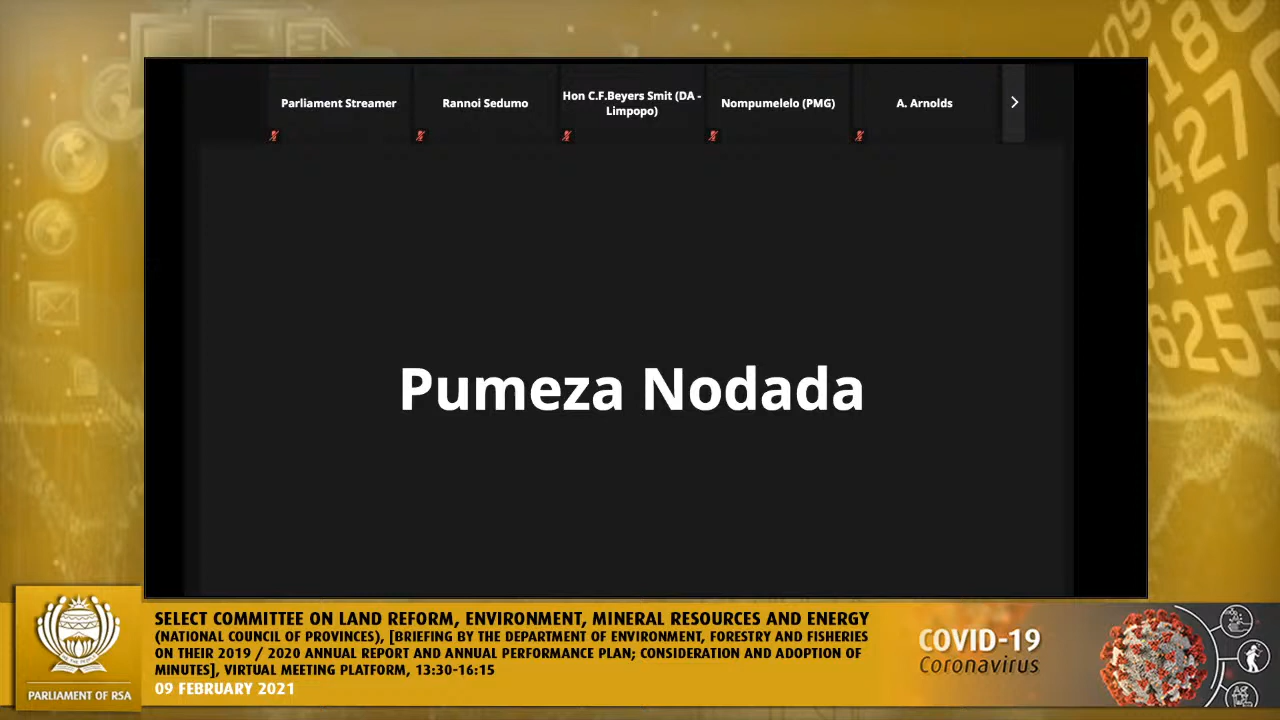 Parliament Streamer
Rannoi Sedumo
Hon C.F.Beyers Smit (DA -
Limpopo)
Nompumelelo (PMG)
A. Arnolds
Pumeza Nodada
SELECT COMMITTEE ON LAND REFORM, ENVIRONMENT, MINERAL RESOURCES AND ENERGY
(NATIONAL COUNCIL OF PROVINCES), [BRIEFING BY THE DEPARTMENT OF ENVIRONMENT, FORESTRY AND FISHERIES
ON THEIR 2019 / 2020 ANNUAL REPORT AND ANNUAL PERFORMANCE PLAN; CONSIDERATION AND ADOPTION OF
MINUTES], VIRTUAL MEETING PLATFORM, 13:30-16:15
09 FEBRUARY 2021
PARLIAMENT OF RSA
COVID-19
Coronavirus